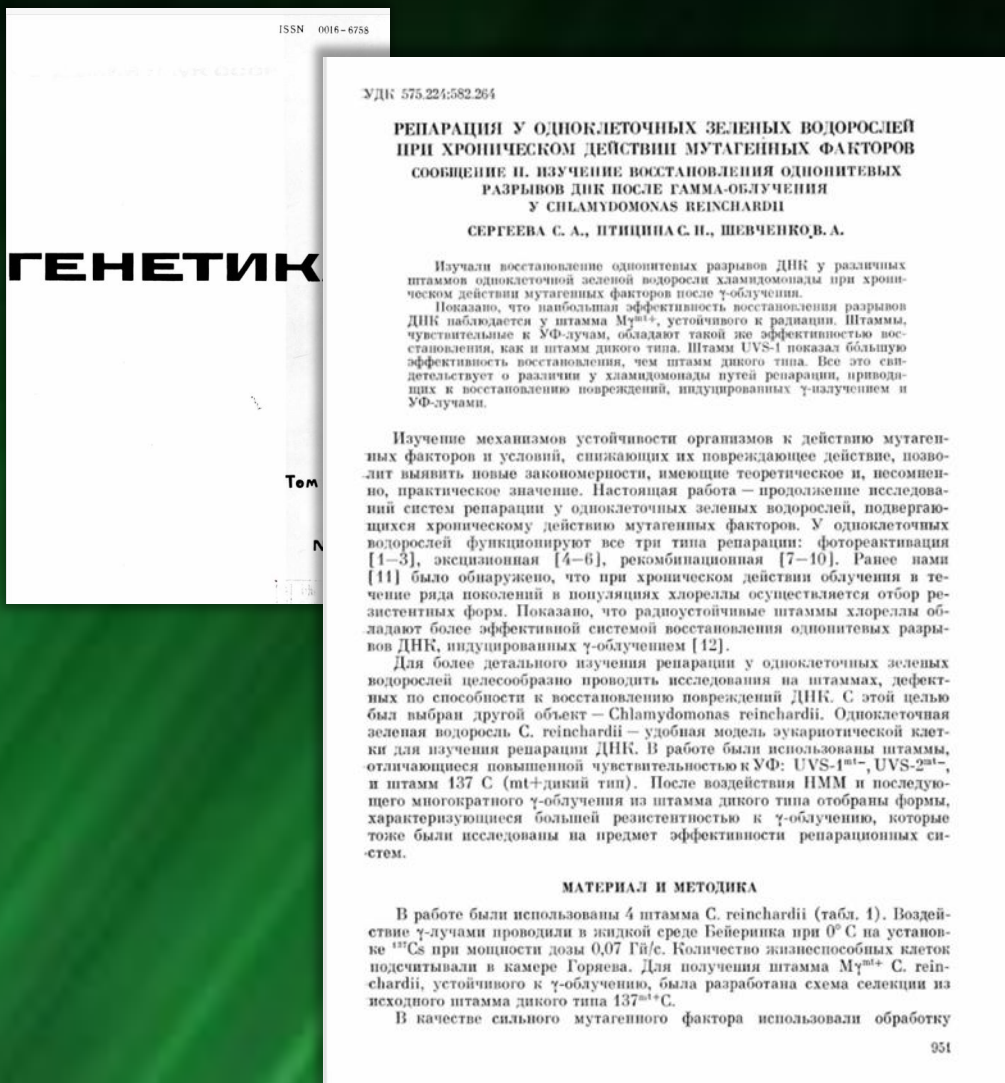 ISSN 0016-6758
ГЕНЕТИК
Том
N
УДК 575.224:582.264
РЕПАРАЦИЯ У ОДНОКЛЕТОЧНЫХ ЗЕЛЕНЫХ ВОДОРОСЛЕЙ
ПРИ ХРОНИЧЕСКОМ ДЕЙСТВИИ МУТАГЕННЫХ ФАКТОРОВ
СООБЩЕНИЕ II. ИЗУЧЕНИЕ ВОССТАНОВЛЕНИЯ ОДНОНИТЕВЫХ
РАЗРЫВОВ ДНК ПОСЛЕ ГАММА-ОБЛУЧЕНИЯ
У CHLAMYDOMONAS REINCHARDII
СЕРГЕЕВА С. А., ПТИЦИНА С. Н., ШЕВЧЕНКО В. А.
Изучали восстановление однонитевых разрывов ДНК у различных
штаммов одноклеточной зеленой водоросли хламидомонады при хрони-
ческом действии мутагенных факторов после γ-облучения.
Показано, что наибольшая эффективность восстановления разрывов
ДНК наблюдается у штамма Mγᵐᵗ⁺, устойчивого к радиации. Штаммы,
чувствительные к УФ-лучам, обладают такой же эффективностью вос-
становления, как и штамм дикого типа. Штамм UVS-1 показал бо́льшую
эффективность восстановления, чем штамм дикого типа. Все это сви-
детельствует о различии у хламидомонады путей репарации, приводя-
щих к восстановлению повреждений, индуцированных γ-излучением и
УФ-лучами.
Изучение механизмов устойчивости организмов к действию мутаген-
ных факторов и условий, снижающих их повреждающее действие, позво-
лит выявить новые закономерности, имеющие теоретическое и, несомнен-
но, практическое значение. Настоящая работа — продолжение исследова-
ний систем репарации у одноклеточных зеленых водорослей, подвергаю-
щихся хроническому действию мутагенных факторов. У одноклеточных
водорослей функционируют все три типа репарации: фотореактивация
[1—3], эксцизионная [4—6], рекомбинационная [7—10]. Ранее нами
[11] было обнаружено, что при хроническом действии облучения в те-
чение ряда поколений в популяциях хлореллы осуществляется отбор ре-
зистентных форм. Показано, что радиоустойчивые штаммы хлореллы об-
ладают более эффективной системой восстановления однонитевых разры-
вов ДНК, индуцированных γ-облучением [12].
Для более детального изучения репарации у одноклеточных зеленых
водорослей целесообразно проводить исследования на штаммах, дефект-
ных по способности к восстановлению повреждений ДНК. С этой целью
был выбран другой объект — Chlamydomonas reinchardii. Одноклеточная
зеленая водоросль C. reinchardii — удобная модель эукариотической клет-
ки для изучения репарации ДНК. В работе были использованы штаммы,
отличающиеся повышенной чувствительностью к УФ: UVS-1ᵐᵗ⁻, UVS-2ᵐᵗ⁻,
и штамм 137 C (mt+дикий тип). После воздействия НММ и последую-
щего многократного γ-облучения из штамма дикого типа отобраны формы,
характеризующиеся большей резистентностью к γ-облучению, которые
тоже были исследованы на предмет эффективности репарационных си-
стем.
МАТЕРИАЛ И МЕТОДИКА
В работе были использованы 4 штамма C. reinchardii (табл. 1). Воздей-
ствие γ-лучами проводили в жидкой среде Бейеринка при 0° C на установ-
ке ¹³⁷Cs при мощности дозы 0,07 Гй/с. Количество жизнеспособных клеток
подсчитывали в камере Горяева. Для получения штамма Mγᵐᵗ⁺ C. rein-
chardii, устойчивого к γ-облучению, была разработана схема селекции из
исходного штамма дикого типа 137ᵐᵗ⁺C.
В качестве сильного мутагенного фактора использовали обработку
951